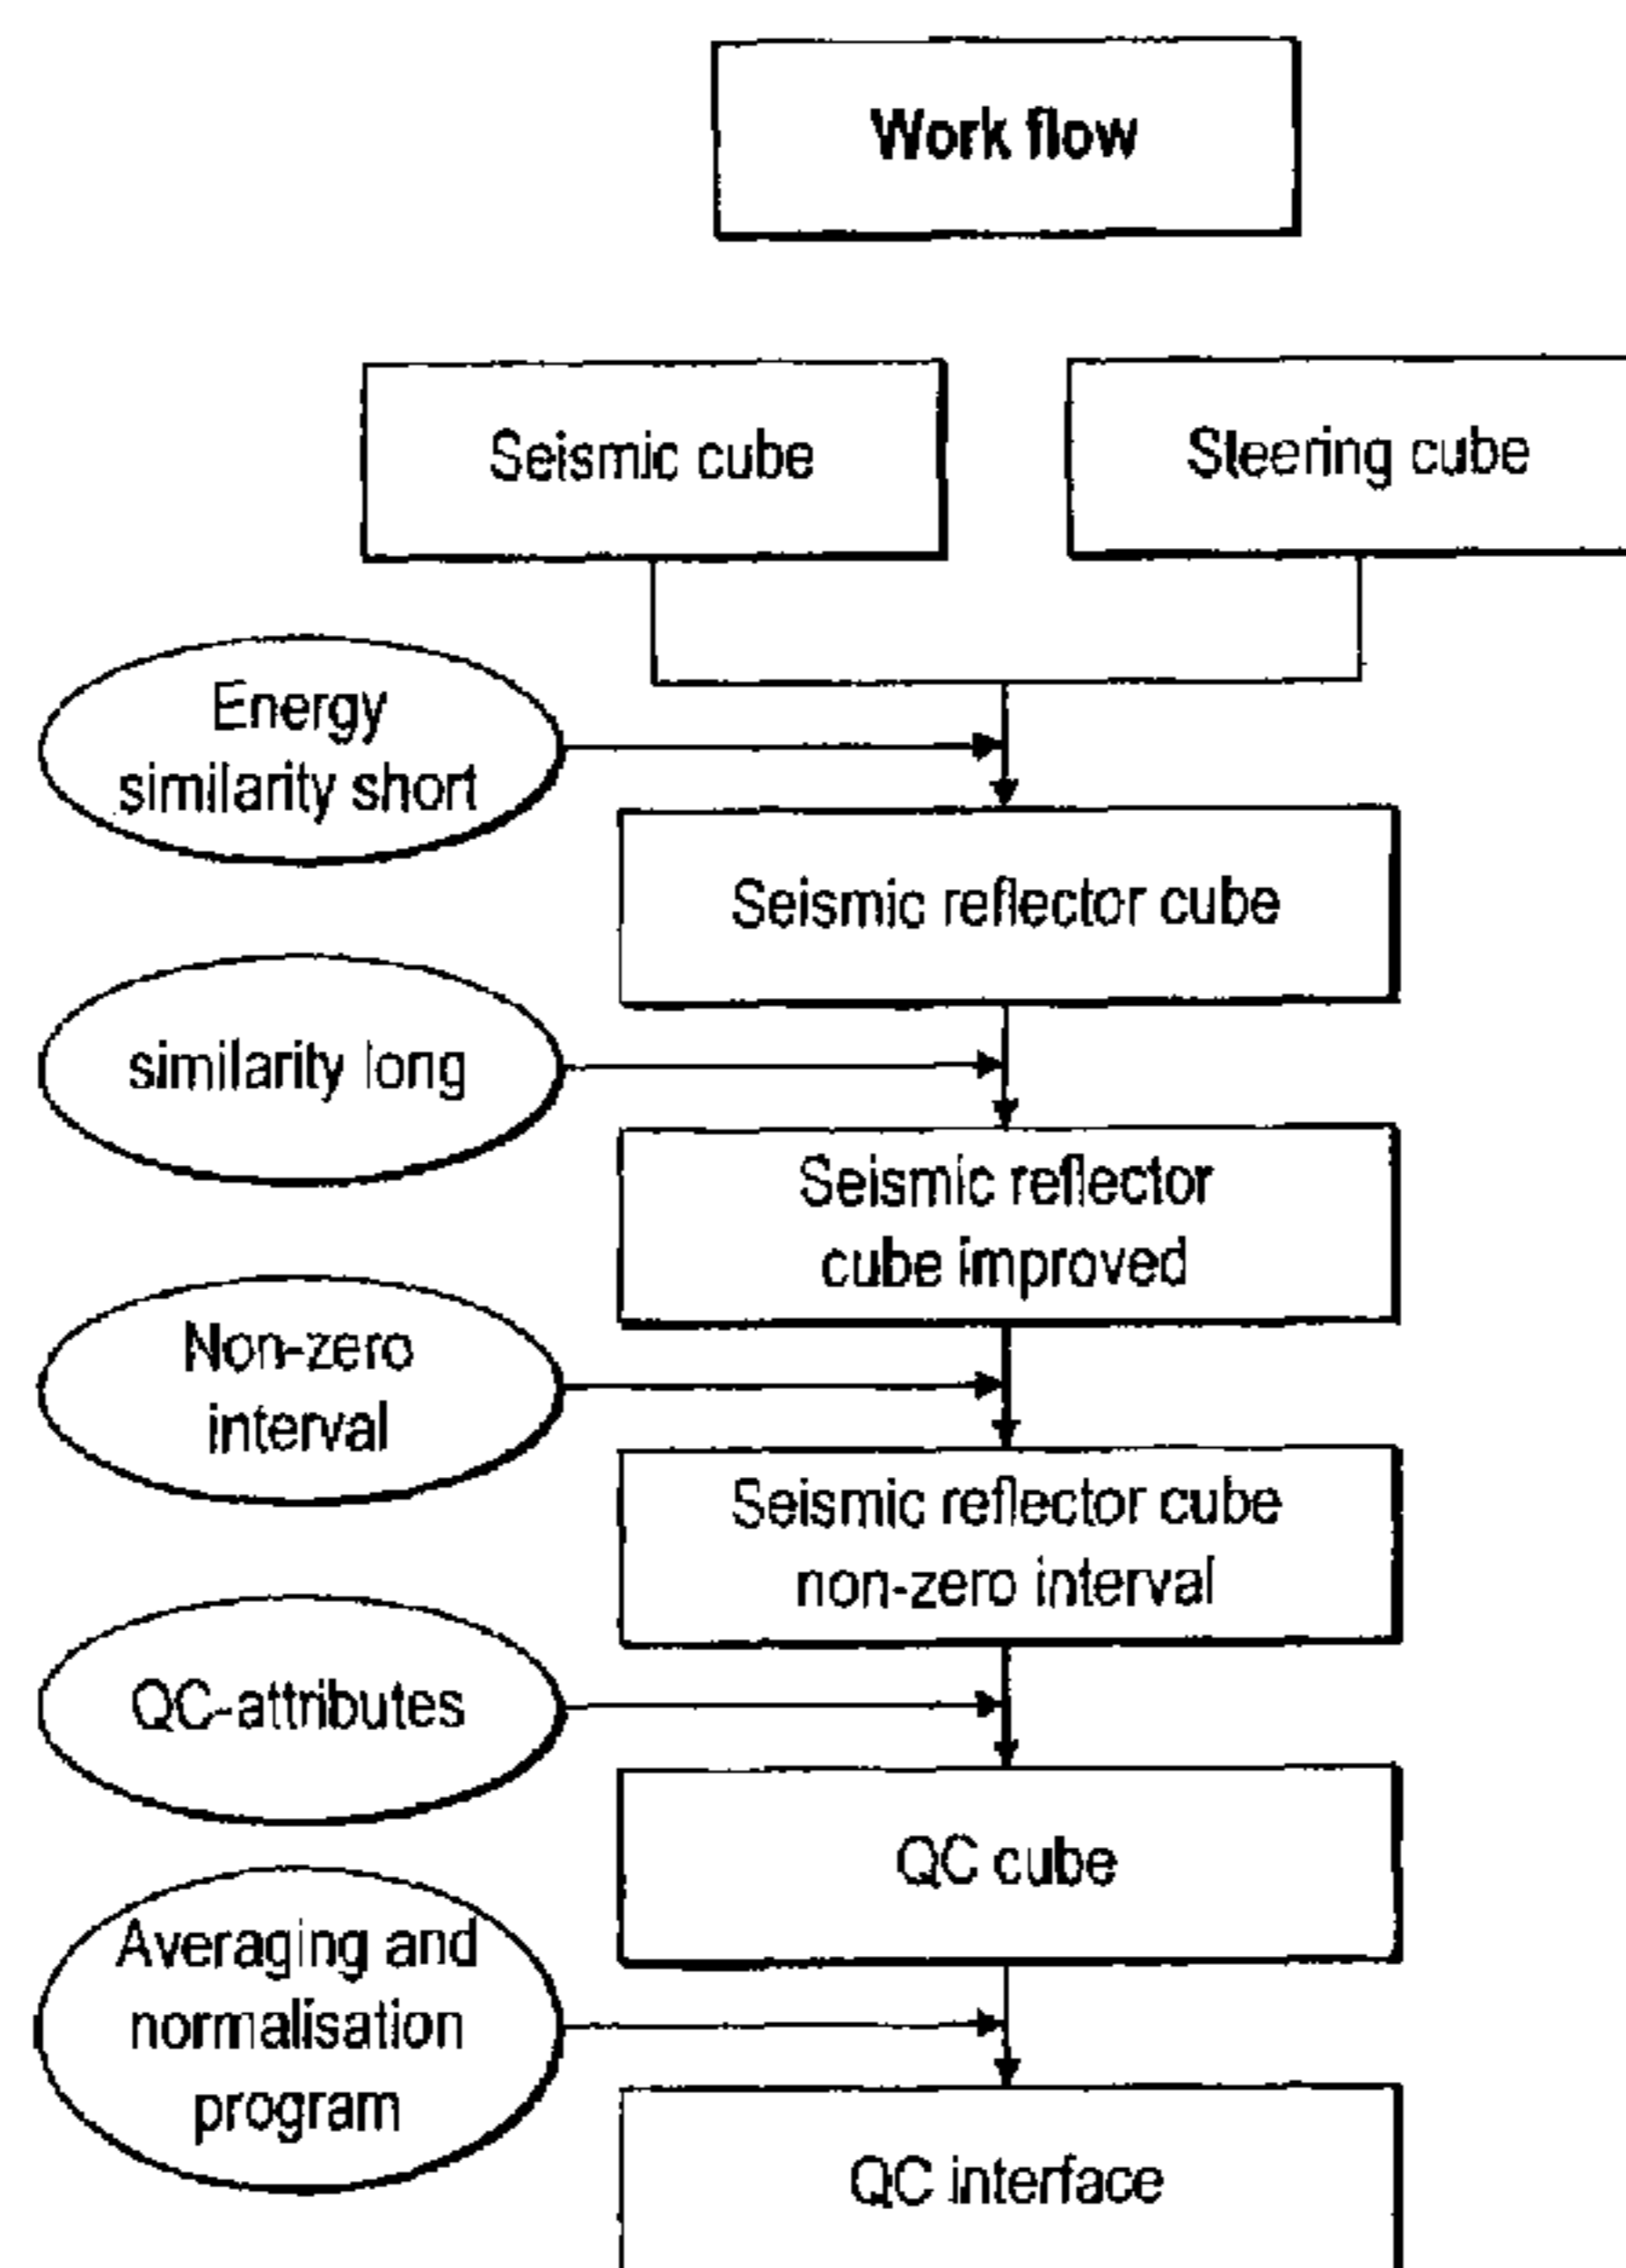 Work flow
Seismic cube
Steering cube
Energy
similarity short
Seismic reflector cube
similarity long
Seismic reflector
cube improved
Non-zero
interval
Seismic reflector cube
non-zero interval
QC-attributes
QC cube
Averaging and
normalisation
program
QC interface